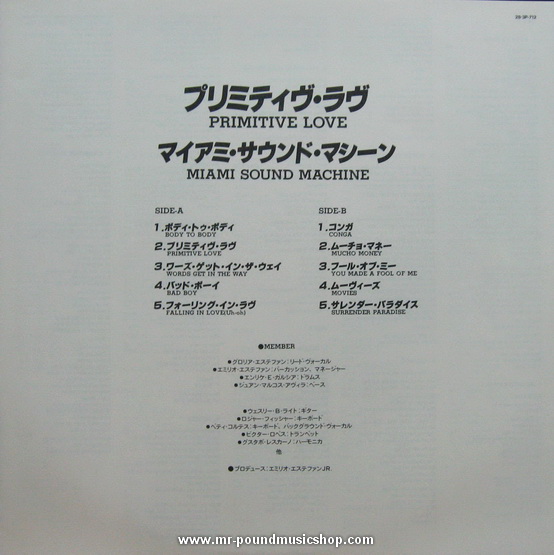 28·3P-713
プリミティヴ・ラヴ
PRIMITIVE LOVE
マイアミ・サウンド・マシーン
MIAMI SOUND MACHINE
SIDE-A
1.ボディ・トゥ・ボディ
BODY TO BODY
2.プリミティヴ・ラヴ
PRIMITIVE LOVE
3.ワーズ・ゲット・イン・ザ・ウェイ
WORDS GET IN THE WAY
4.バッド・ボーイ
BAD BOY
5.フォーリング・イン・ラヴ
FALLING IN LOVE(Uh-oh)
SIDE-B
1.コンガ
CONGA
2.ムーチョ・マネー
MUCHO MONEY
3.フール・オブ・ミー
YOU MADE A FOOL OF ME
4.ムーヴィーズ
MOVIES
5.サレンダー・パラダイス
SURRENDER PARADISE
●MEMBER
●グロリア・エステファン:リード・ヴォーカル
●エミリオ・エステファン:パーカッション、マネージャー
●エンリケ・E・ガルシア:ドラムス
●ジュアン・マルコス・アヴィラ:ベース
●ウェスリー・B・ライト:ギター
●ロジャー・フィッシャー:キーボード
●ベティ・コルテス:キーボード、バックグラウンド・ヴォーカル
●ビクター・ロペス:トランペット
●グスタボ・レスカーノ:ハーモニカ
他
●プロデュース:エミリオ・エステファンJR.
www.mr-poundmusicshop.com